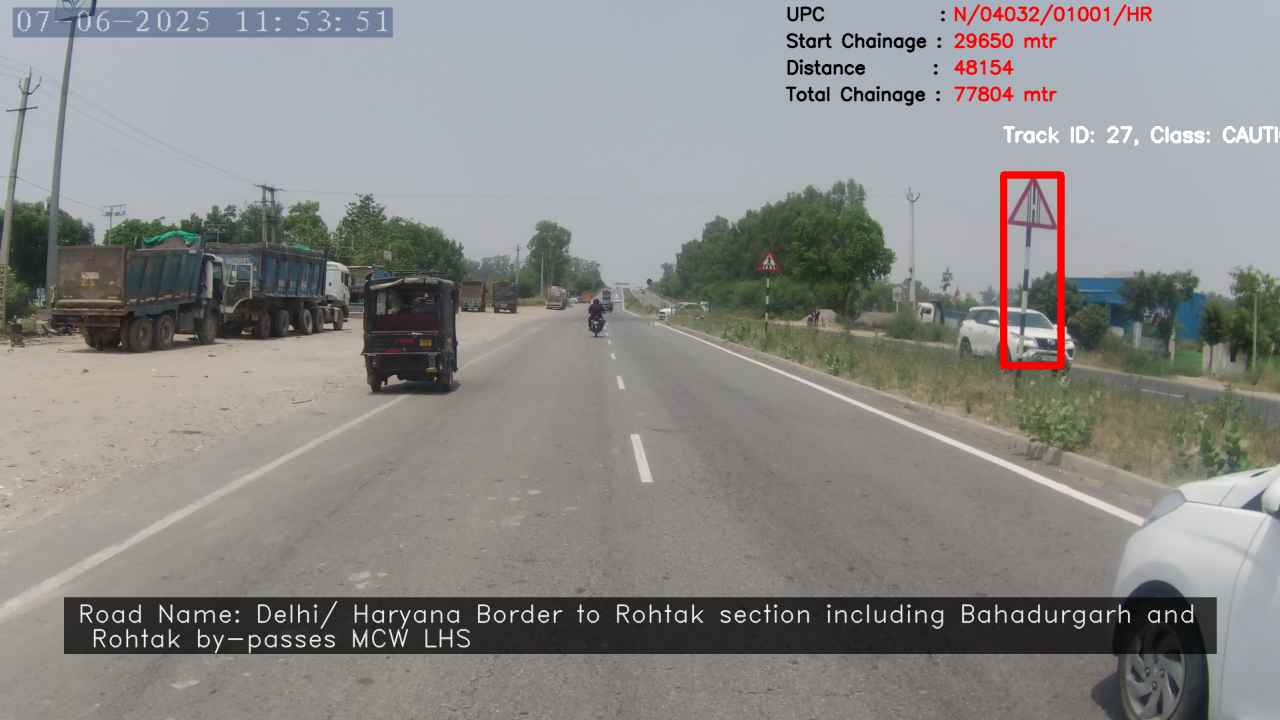 07-06-2025 11:53:51
UPC : N/04032/01001/HR
Start Chainage : 29650 mtr
Distance : 48154
Total Chainage : 77804 mtr
Track ID: 27, Class: CAUTI
Road Name: Delhi/ Haryana Border to Rohtak section including Bahadurgarh and
Rohtak by-passes MCW LHS